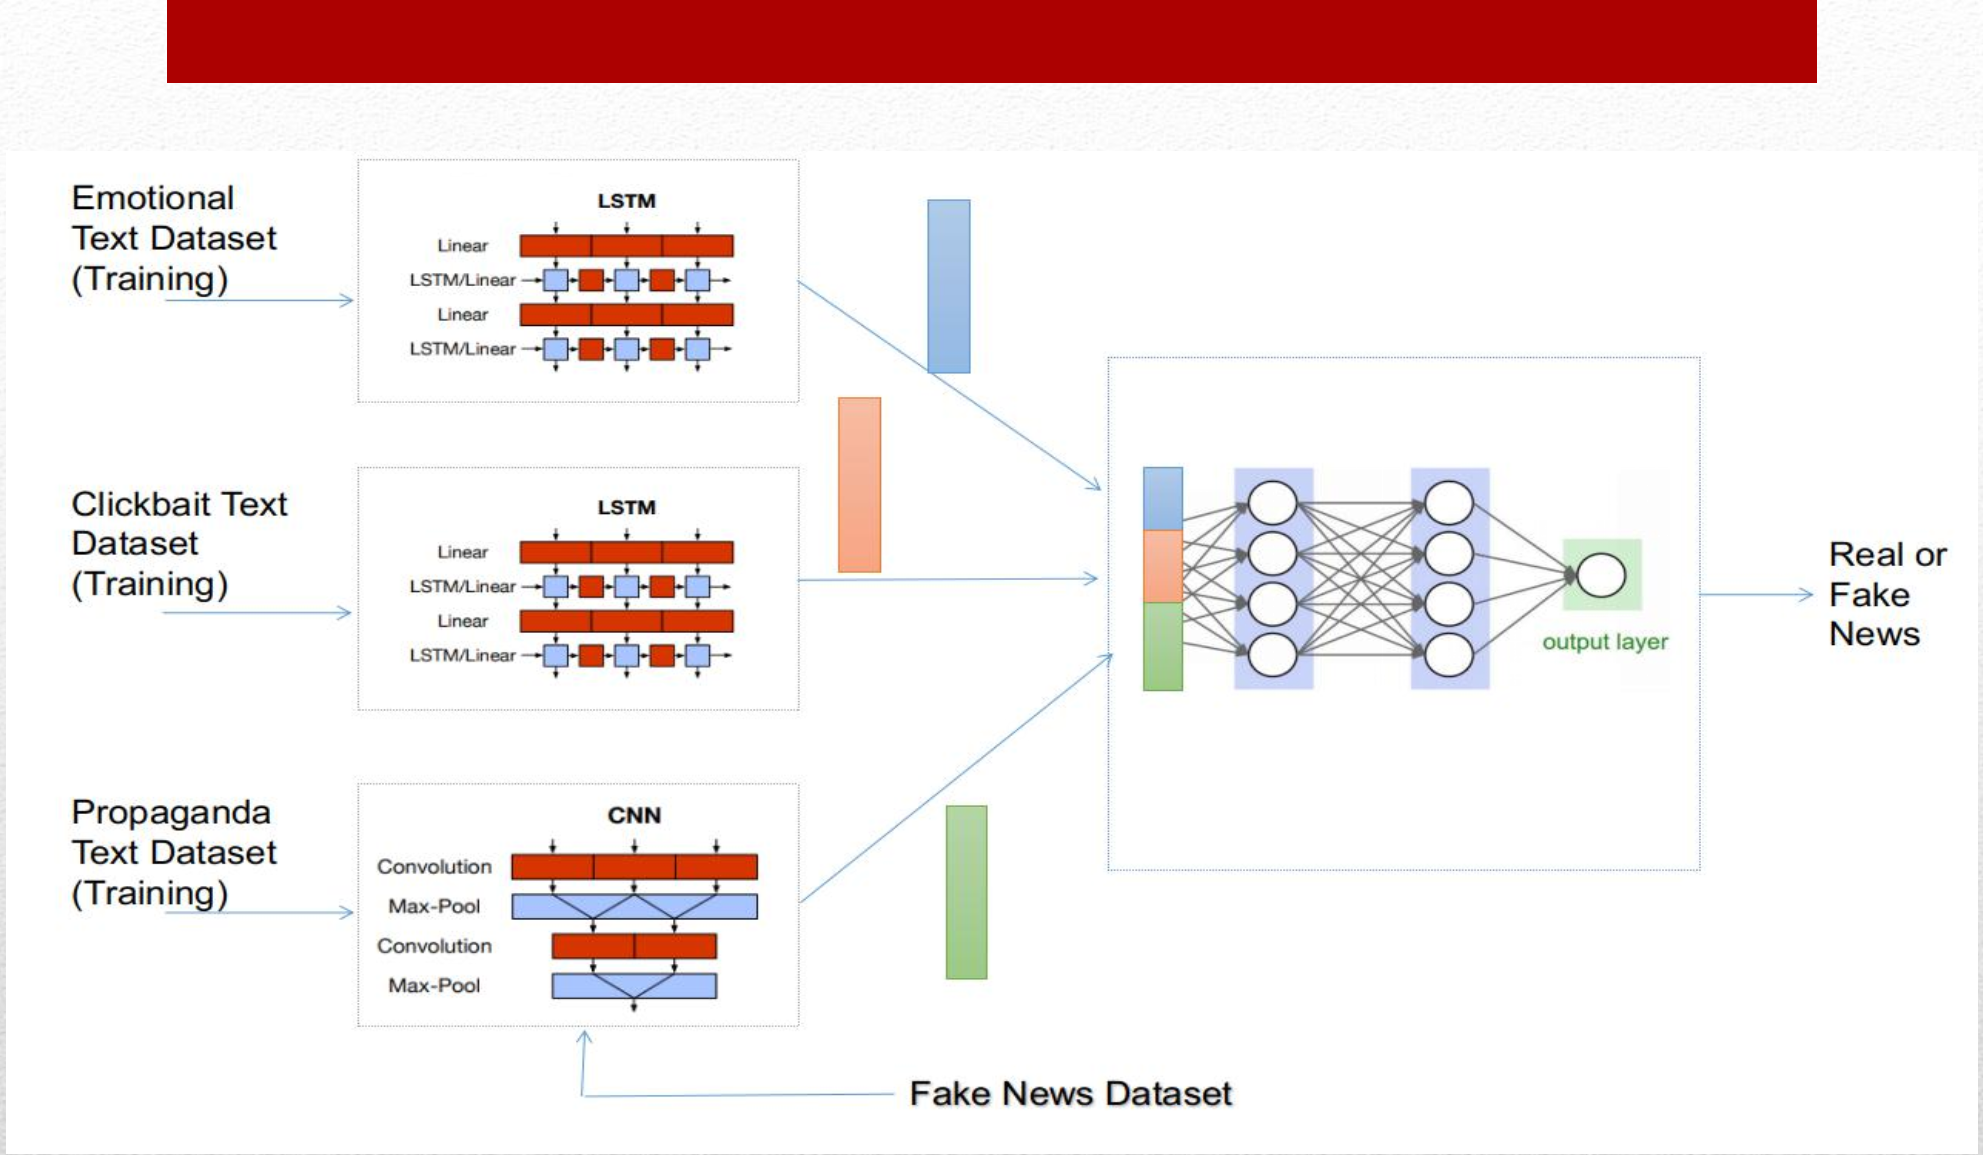 Emotional
Text Dataset
(Training)
LSTM
Linear
LSTM/Linear
Linear
LSTM/Linear
Clickbait Text
Dataset
(Training)
LSTM
Linear
LSTM/Linear
Linear
LSTM/Linear
Propaganda
Text Dataset
(Training)
CNN
Convolution
Max-Pool
Convolution
Max-Pool
output layer
Real or
Fake
News
Fake News Dataset